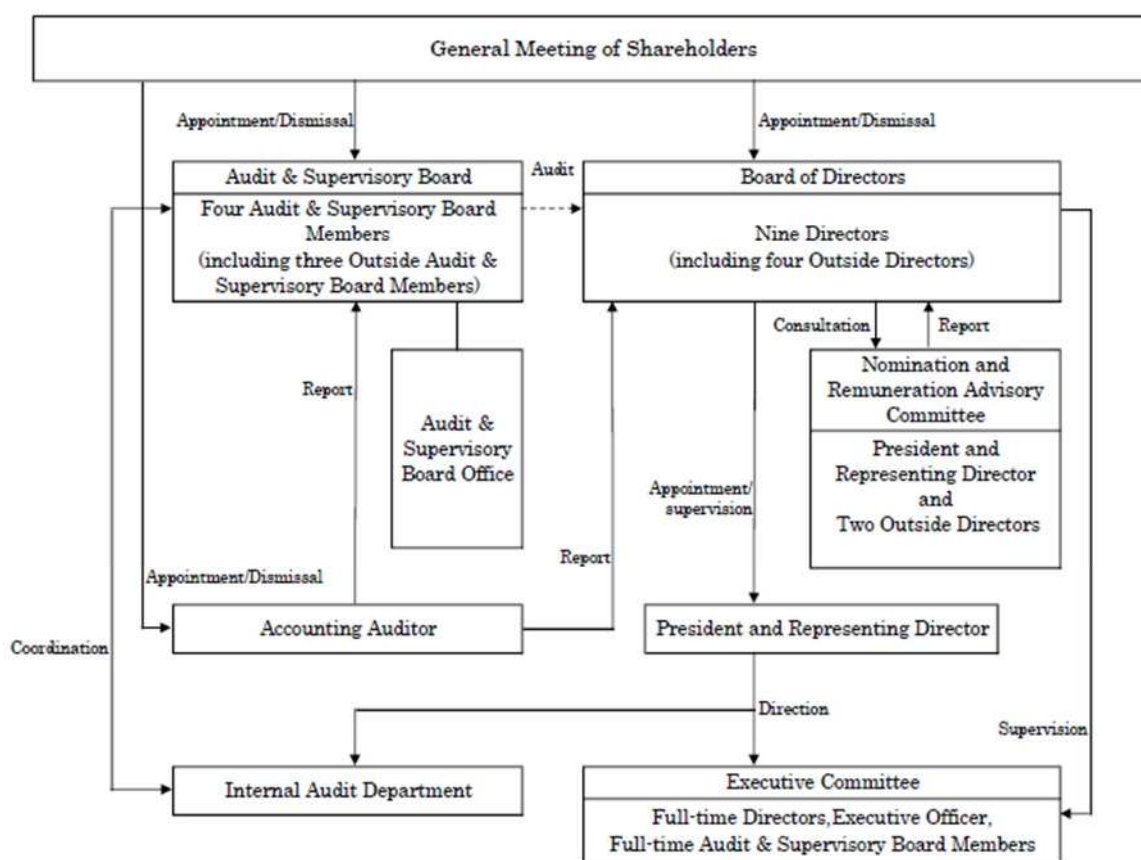 General Meeting of Shareholders
Appointment/Dismissal
Appointment/Dismissal
Audit & Supervisory Board
Audit
Board of Directors
Four Audit & Supervisory Board
Members
(including three Outside Audit &
Supervisory Board Members)
Nine Directors
(including four Outside Directors)
Consultation
Report
Nomination and
Remuneration Advisory
Committee
President and
Representing Director
and
Two Outside Directors
Report
Audit &
Supervisory
Board Office
Appointment/
supervision
Report
Appointment/Dismissal
Accounting Auditor
President and Representing Director
Coordination
Direction
Supervision
Internal Audit Department
Executive Committee
Full-time Directors,Executive Officer,
Full-time Audit & Supervisory Board Members